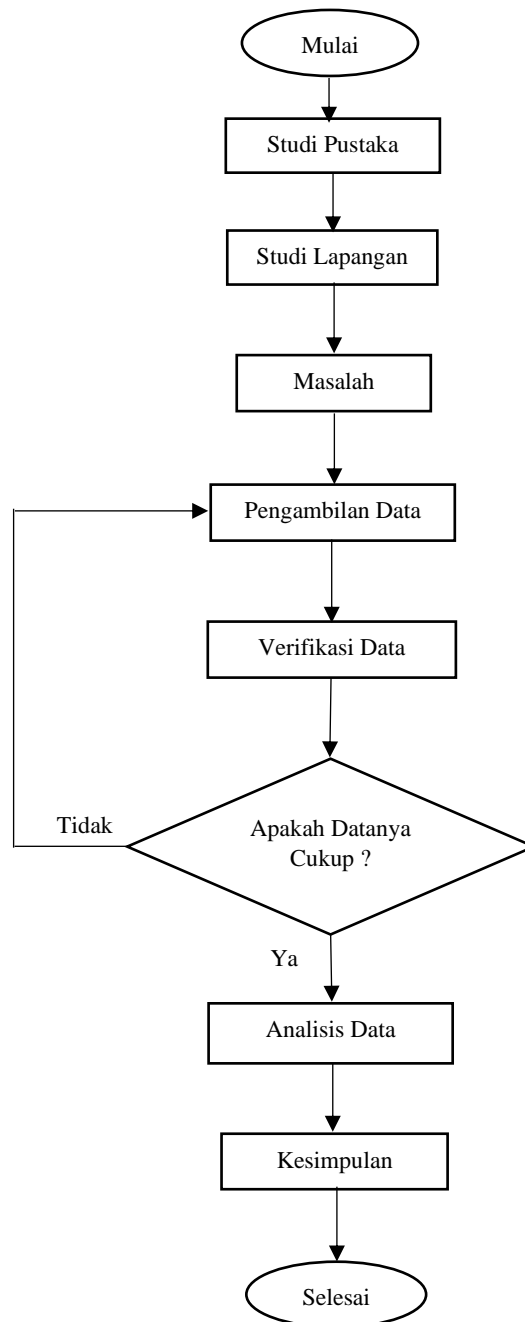 Mulai
Studi Pustaka
Studi Lapangan
Masalah
Pengambilan Data
Verifikasi Data
Tidak
Apakah Datanya
Cukup ?
Ya
Analisis Data
Kesimpulan
Selesai